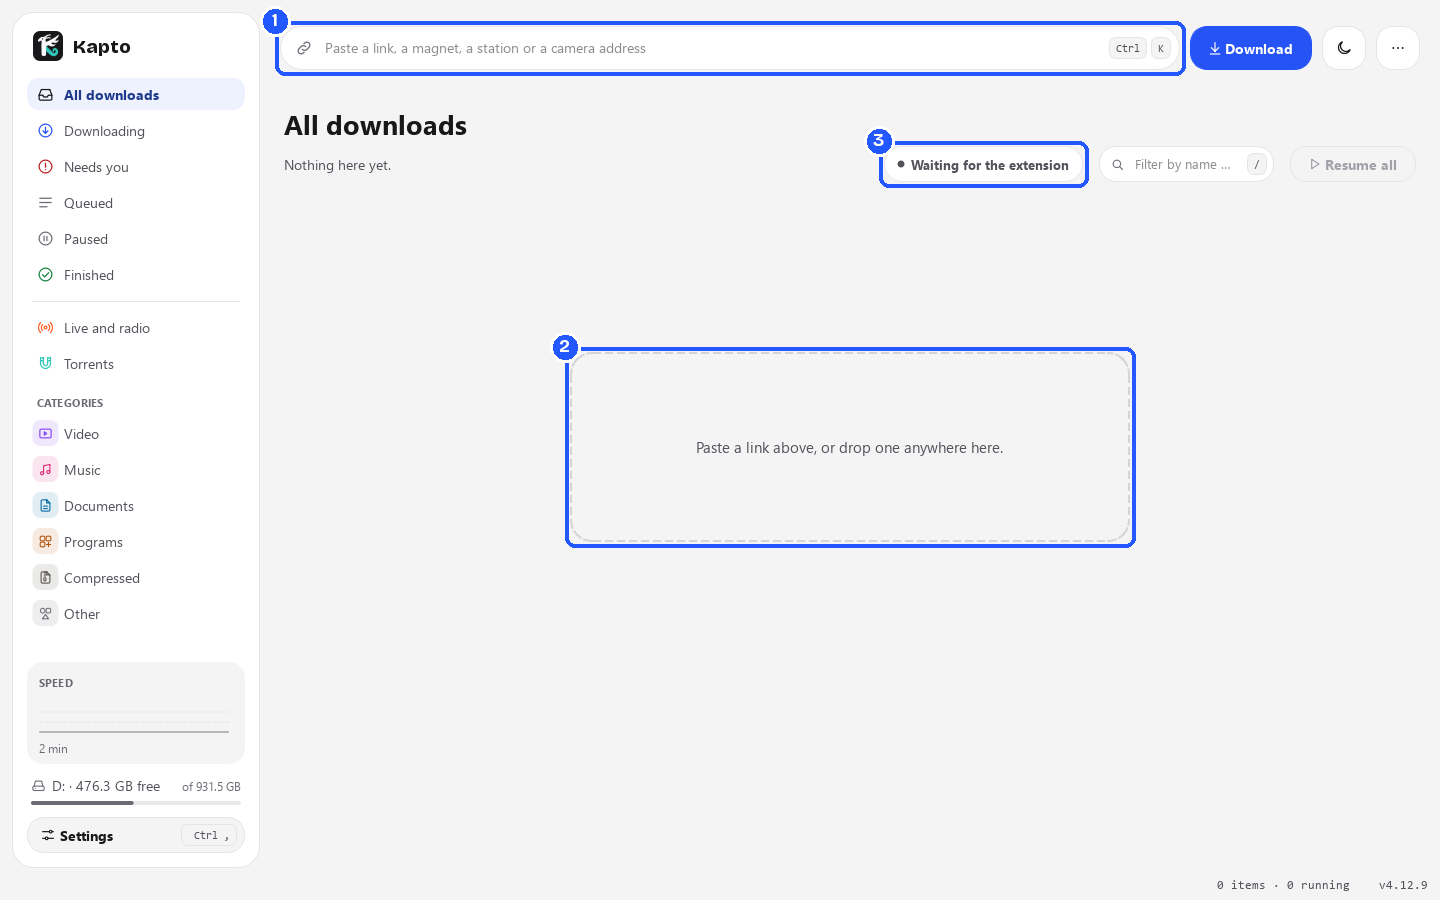 Kapto
All downloads
Downloading
Needs you
Queued
Paused
Finished
Live and radio
Torrents
CATEGORIES
Video
Music
Documents
Programs
Compressed
Other
SPEED
2 min
D: · 476.3 GB free of 931.5 GB
Settings Ctrl ,
1
Paste a link, a magnet, a station or a camera address Ctrl K
Download
All downloads
Nothing here yet.
3
Waiting for the extension
Filter by name ... /
Resume all
2
Paste a link above, or drop one anywhere here.
0 items · 0 running v4.12.9